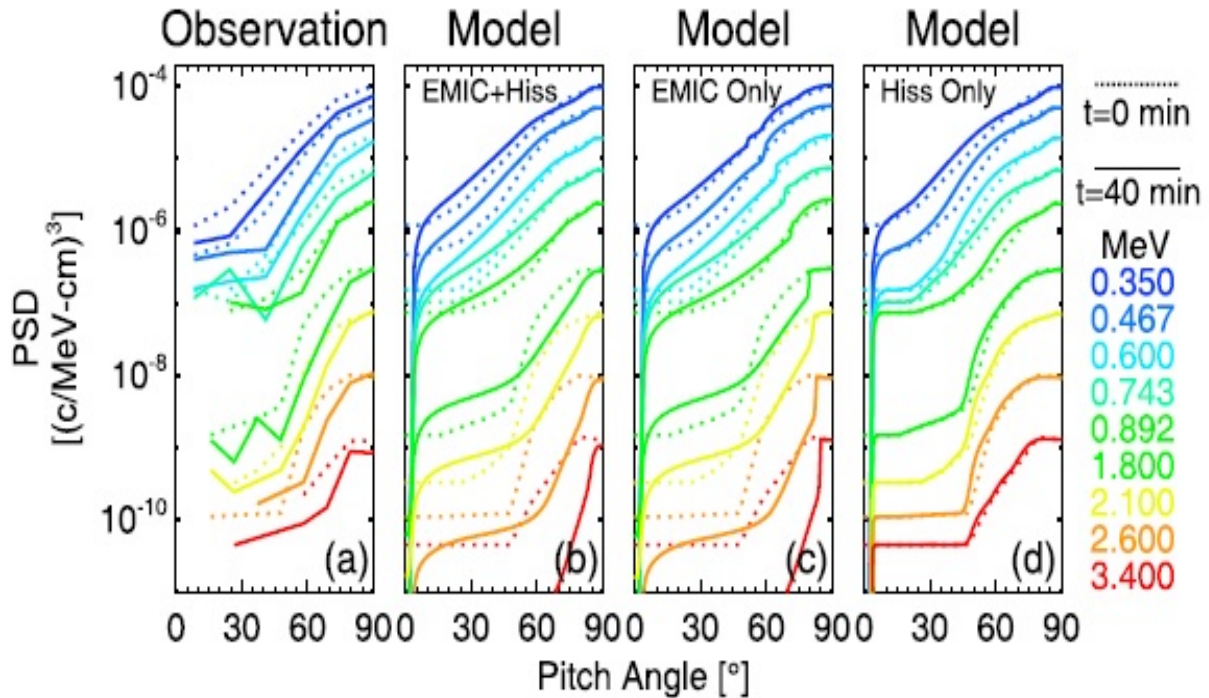 Observation Model Model Model
EMIC+Hiss EMIC Only Hiss Only
t=0 min
t=40 min
MeV
0.350
0.467
0.600
0.743
0.892
1.800
2.100
2.600
3.400
PSD
[(c/MeV-cm)³]
10⁻⁴
10⁻⁶
10⁻⁸
10⁻¹⁰
(a) (b) (c) (d)
0 30 60 90 0 30 60 90 0 30 60 90 0 30 60 90
Pitch Angle [°]